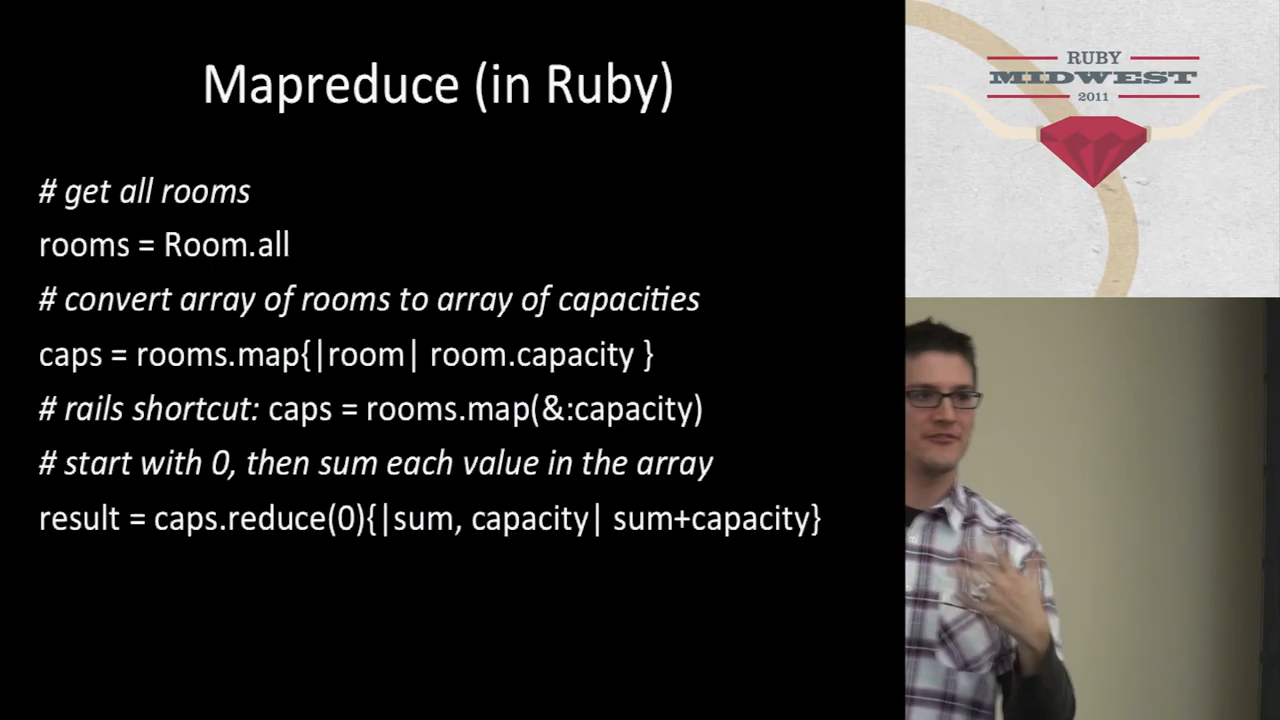 Mapreduce (in Ruby)
# get all rooms
rooms = Room.all
# convert array of rooms to array of capacities
caps = rooms.map{|room| room.capacity }
# rails shortcut: caps = rooms.map(&:capacity)
# start with 0, then sum each value in the array
result = caps.reduce(0){|sum, capacity| sum+capacity}
RUBY
MIDWEST
2011